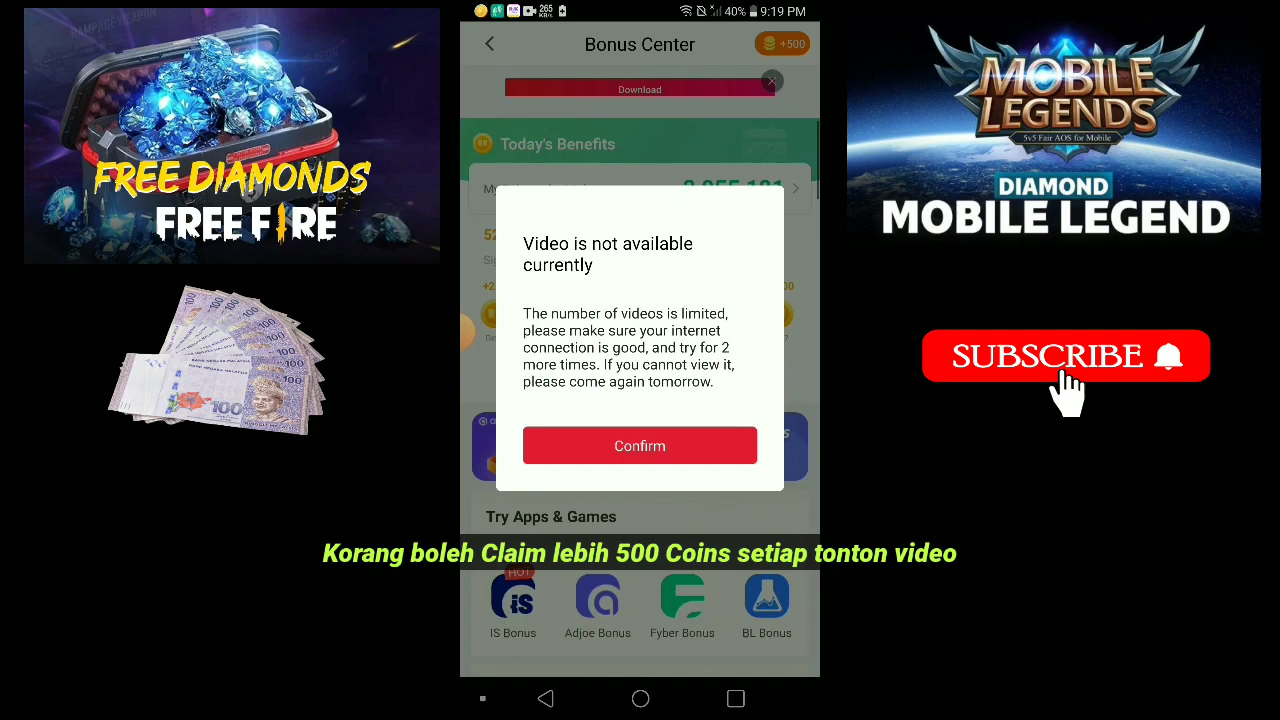 265
KB/s
40%
9:19 PM
Bonus Center
+500
Download
Today's Benefits
Video is not available
currently
The number of videos is limited,
please make sure your internet
connection is good, and try for 2
more times. If you cannot view it,
please come again tomorrow.
Confirm
Try Apps & Games
Korang boleh Claim lebih 500 Coins setiap tonton video
HOT
IS Bonus
Adjoe Bonus
Fyber Bonus
BL Bonus
FREE DIAMONDS
FREE FIRE
100
MOBILE
LEGENDS
5v5 Fair AOS for Mobile
DIAMOND
MOBILE LEGEND
SUBSCRIBE